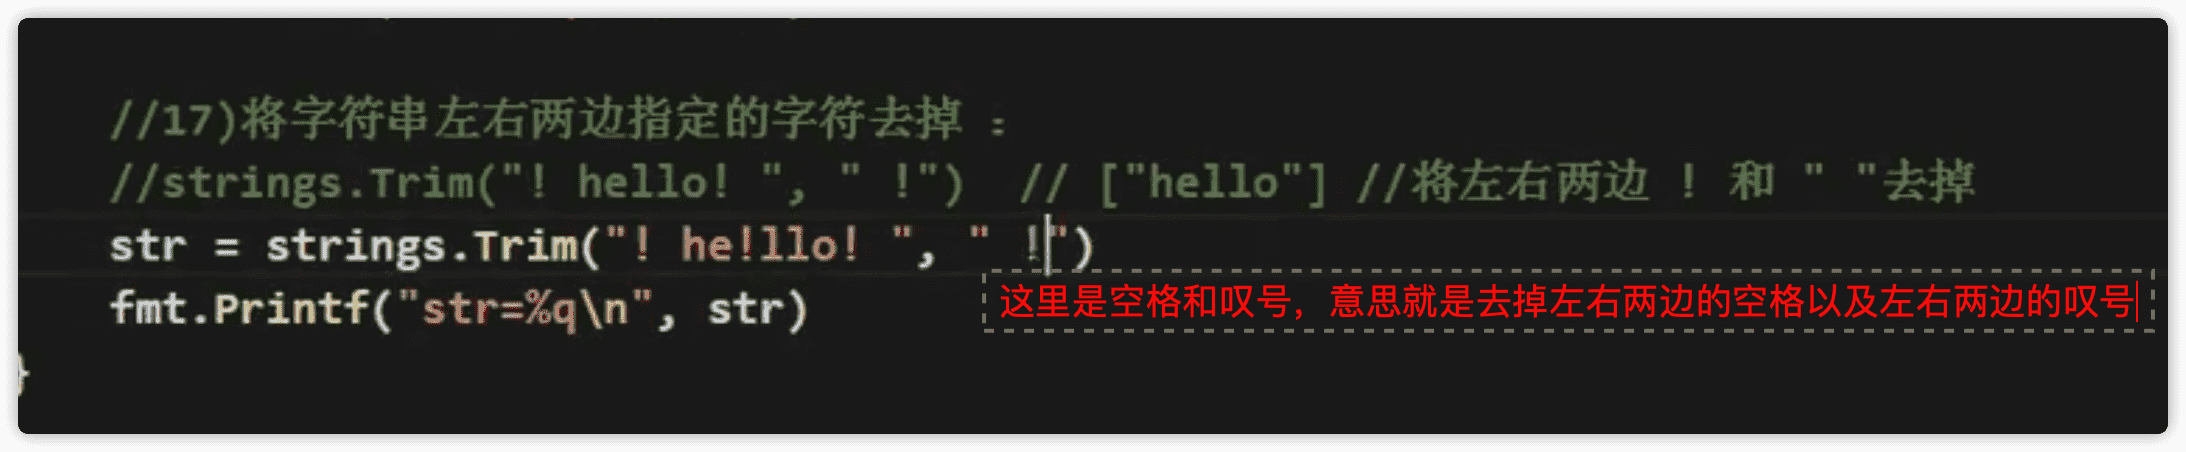 //17)将字符串左右两边指定的字符去掉 :
//strings.Trim("! hello! ", " !")  // ["hello"] //将左右两边 ! 和 " "去掉
str = strings.Trim("! he!llo! ", " !")
fmt.Printf("str=%q\n", str)
这里是空格和叹号，意思就是去掉左右两边的空格以及左右两边的叹号
}